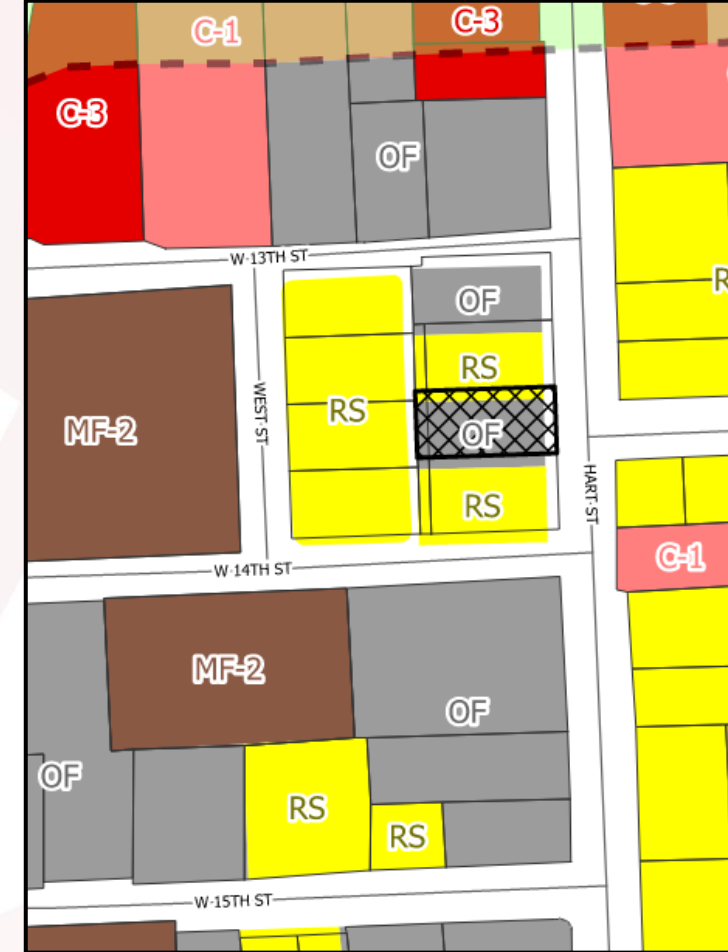 C-1
C-3
C-3
OF
W 13TH ST
OF
RS
RS
OF
MF-2
WEST ST
RS
HART ST
C-1
W 14TH ST
MF-2
OF
OF
RS
RS
W 15TH ST